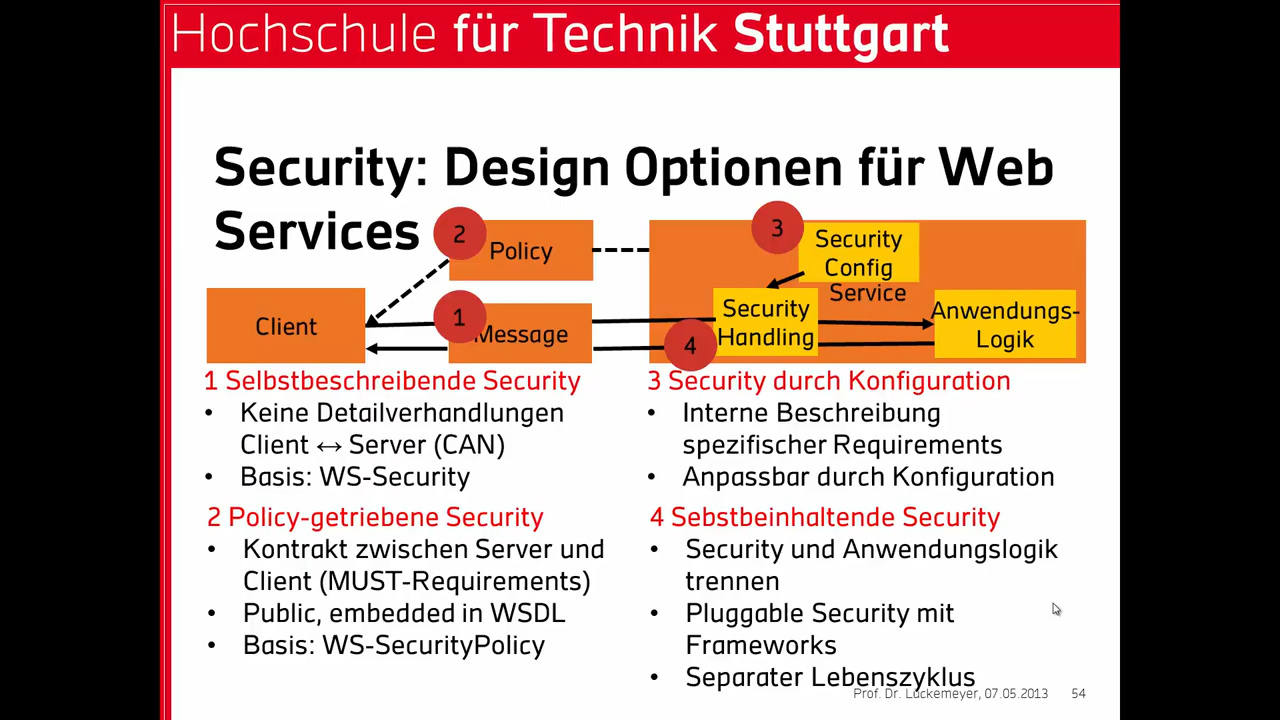 Hochschule für Technik Stuttgart
Security: Design Optionen für Web
Services
2
Policy
3
Security
Config
Service
Client
1
Message
4
Security
Handling
Anwendungs-
Logik
1 Selbstbeschreibende Security
• Keine Detailverhandlungen
Client ↔ Server (CAN)
• Basis: WS-Security
2 Policy-getriebene Security
• Kontrakt zwischen Server und
Client (MUST-Requirements)
• Public, embedded in WSDL
• Basis: WS-SecurityPolicy
3 Security durch Konfiguration
• Interne Beschreibung
spezifischer Requirements
• Anpassbar durch Konfiguration
4 Sebstbeinhaltende Security
• Security und Anwendungslogik
trennen
• Pluggable Security mit
Frameworks
• Separater Lebenszyklus
Prof. Dr. Lückemeyer, 07.05.2013 54